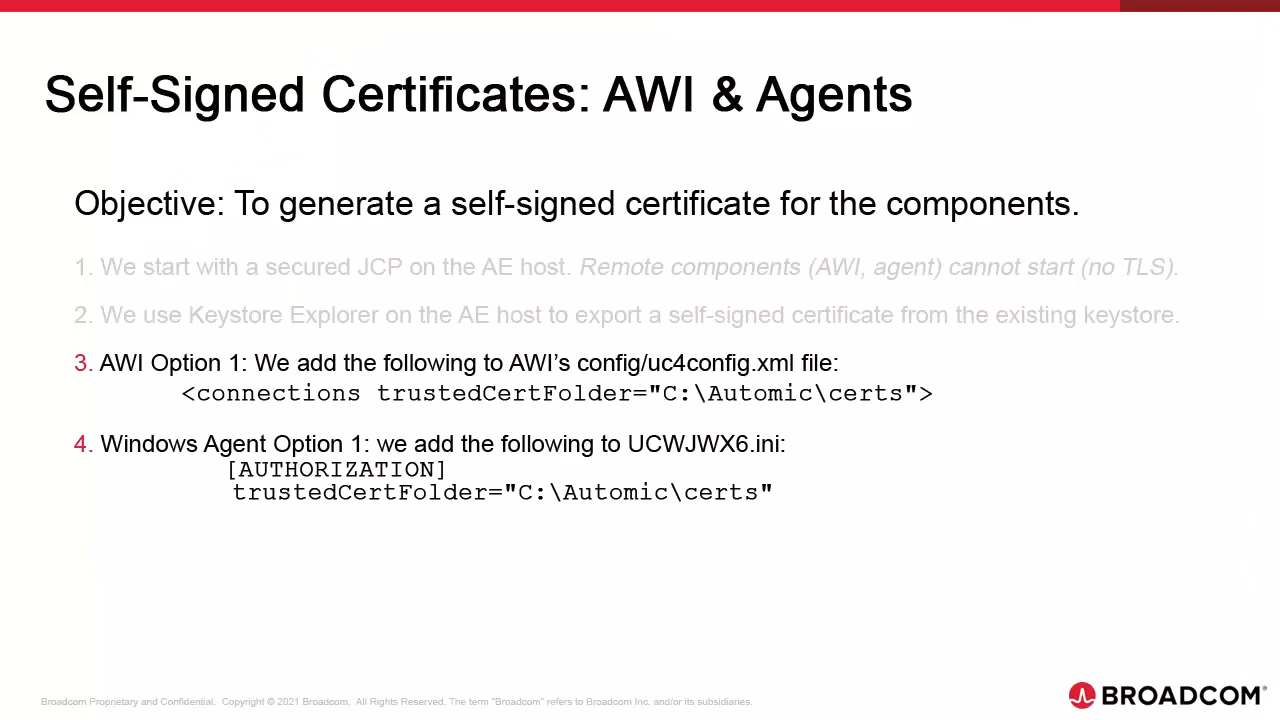 Self-Signed Certificates: AWI & Agents
Objective: To generate a self-signed certificate for the components.
1. We start with a secured JCP on the AE host. Remote components (AWI, agent) cannot start (no TLS).
2. We use Keystore Explorer on the AE host to export a self-signed certificate from the existing keystore.
3. AWI Option 1: We add the following to AWI's config/uc4config.xml file:
<connections trustedCertFolder="C:\Automic\certs">
4. Windows Agent Option 1: we add the following to UCWJWX6.ini:
[AUTHORIZATION]
trustedCertFolder="C:\Automic\certs"
Broadcom Proprietary and Confidential. Copyright © 2021 Broadcom. All Rights Reserved. The term "Broadcom" refers to Broadcom Inc. and/or its subsidiaries.
BROADCOM®